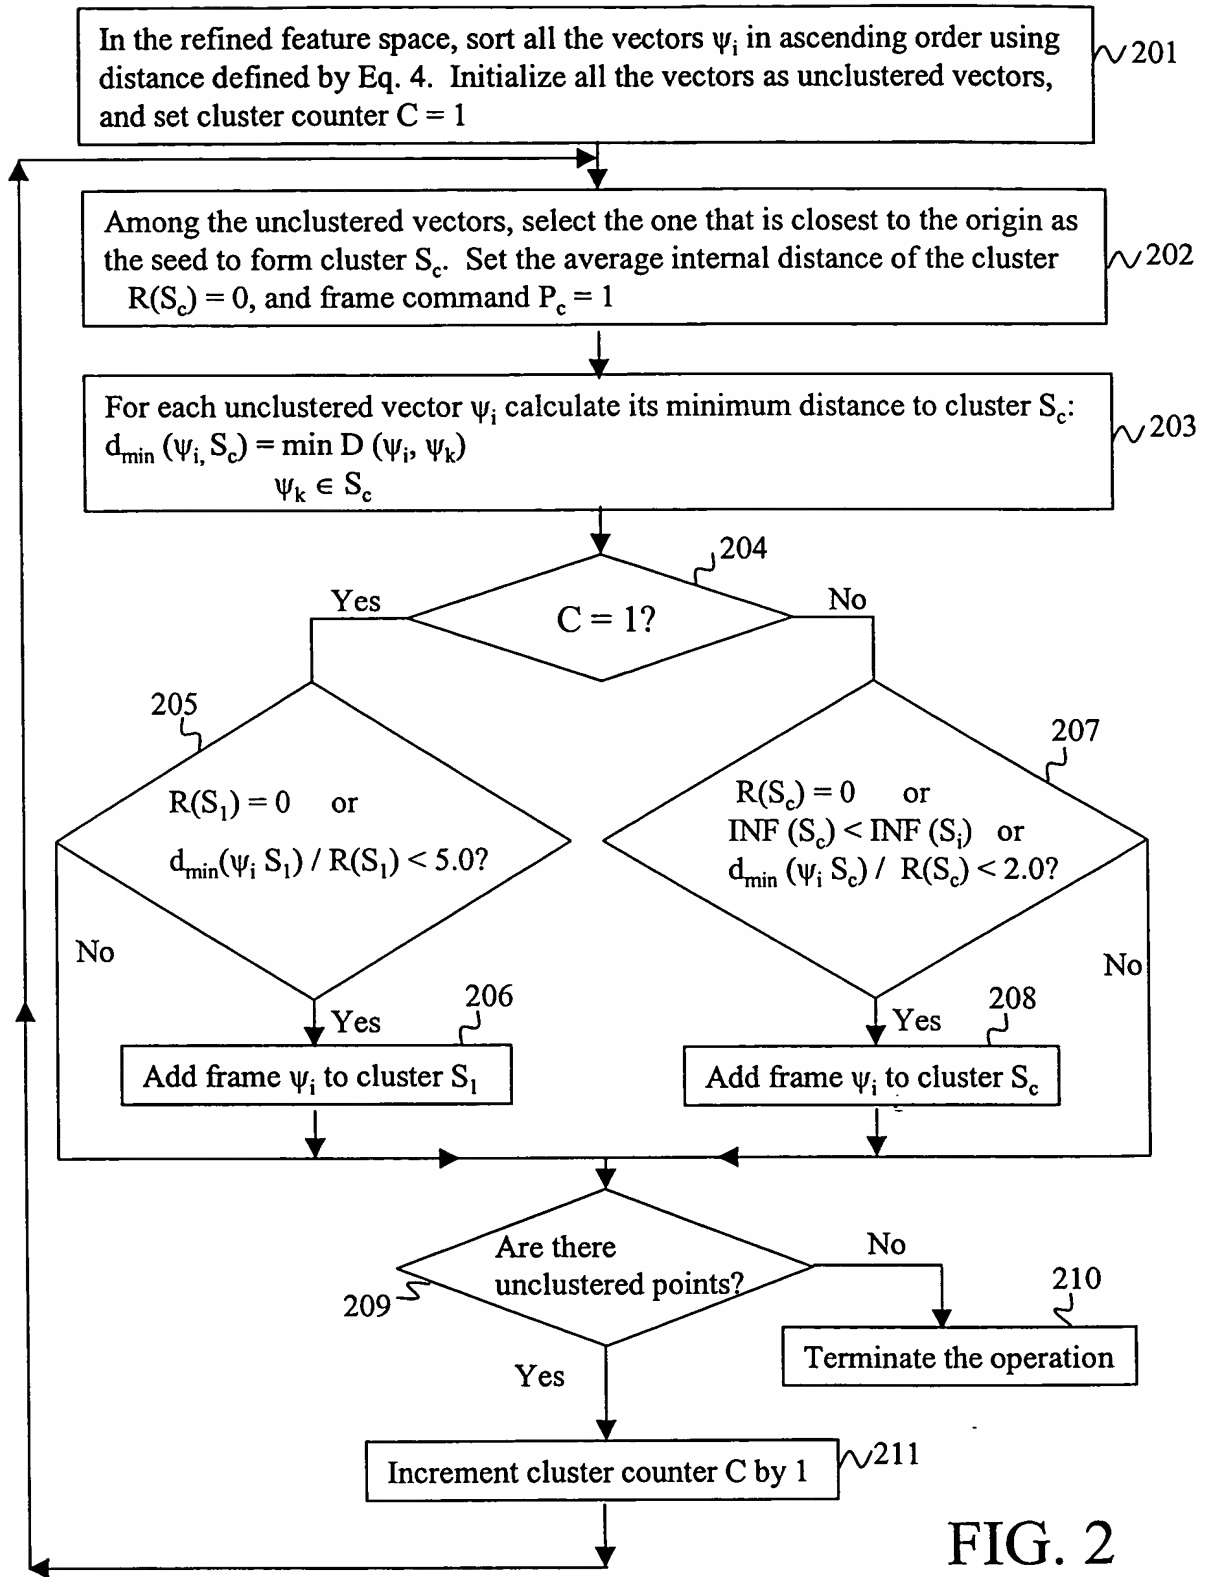 In the refined feature space, sort all the vectors ψi in ascending order using
distance defined by Eq. 4. Initialize all the vectors as unclustered vectors,
and set cluster counter C = 1
201
Among the unclustered vectors, select the one that is closest to the origin as
the seed to form cluster Sc. Set the average internal distance of the cluster
R(Sc) = 0, and frame command Pc = 1
202
For each unclustered vector ψi calculate its minimum distance to cluster Sc:
dmin (ψi, Sc) = min D (ψi, ψk)
ψk ∈ Sc
203
204
Yes
C = 1?
No
205
R(S1) = 0 or
dmin(ψi S1) / R(S1) < 5.0?
207
R(Sc) = 0 or
INF (Sc) < INF (Si) or
dmin (ψi Sc) / R(Sc) < 2.0?
No
No
Yes
206
Yes
208
Add frame ψi to cluster S1
Add frame ψi to cluster Sc
Are there
unclustered points?
209
No
210
Terminate the operation
Yes
Increment cluster counter C by 1
211
FIG. 2